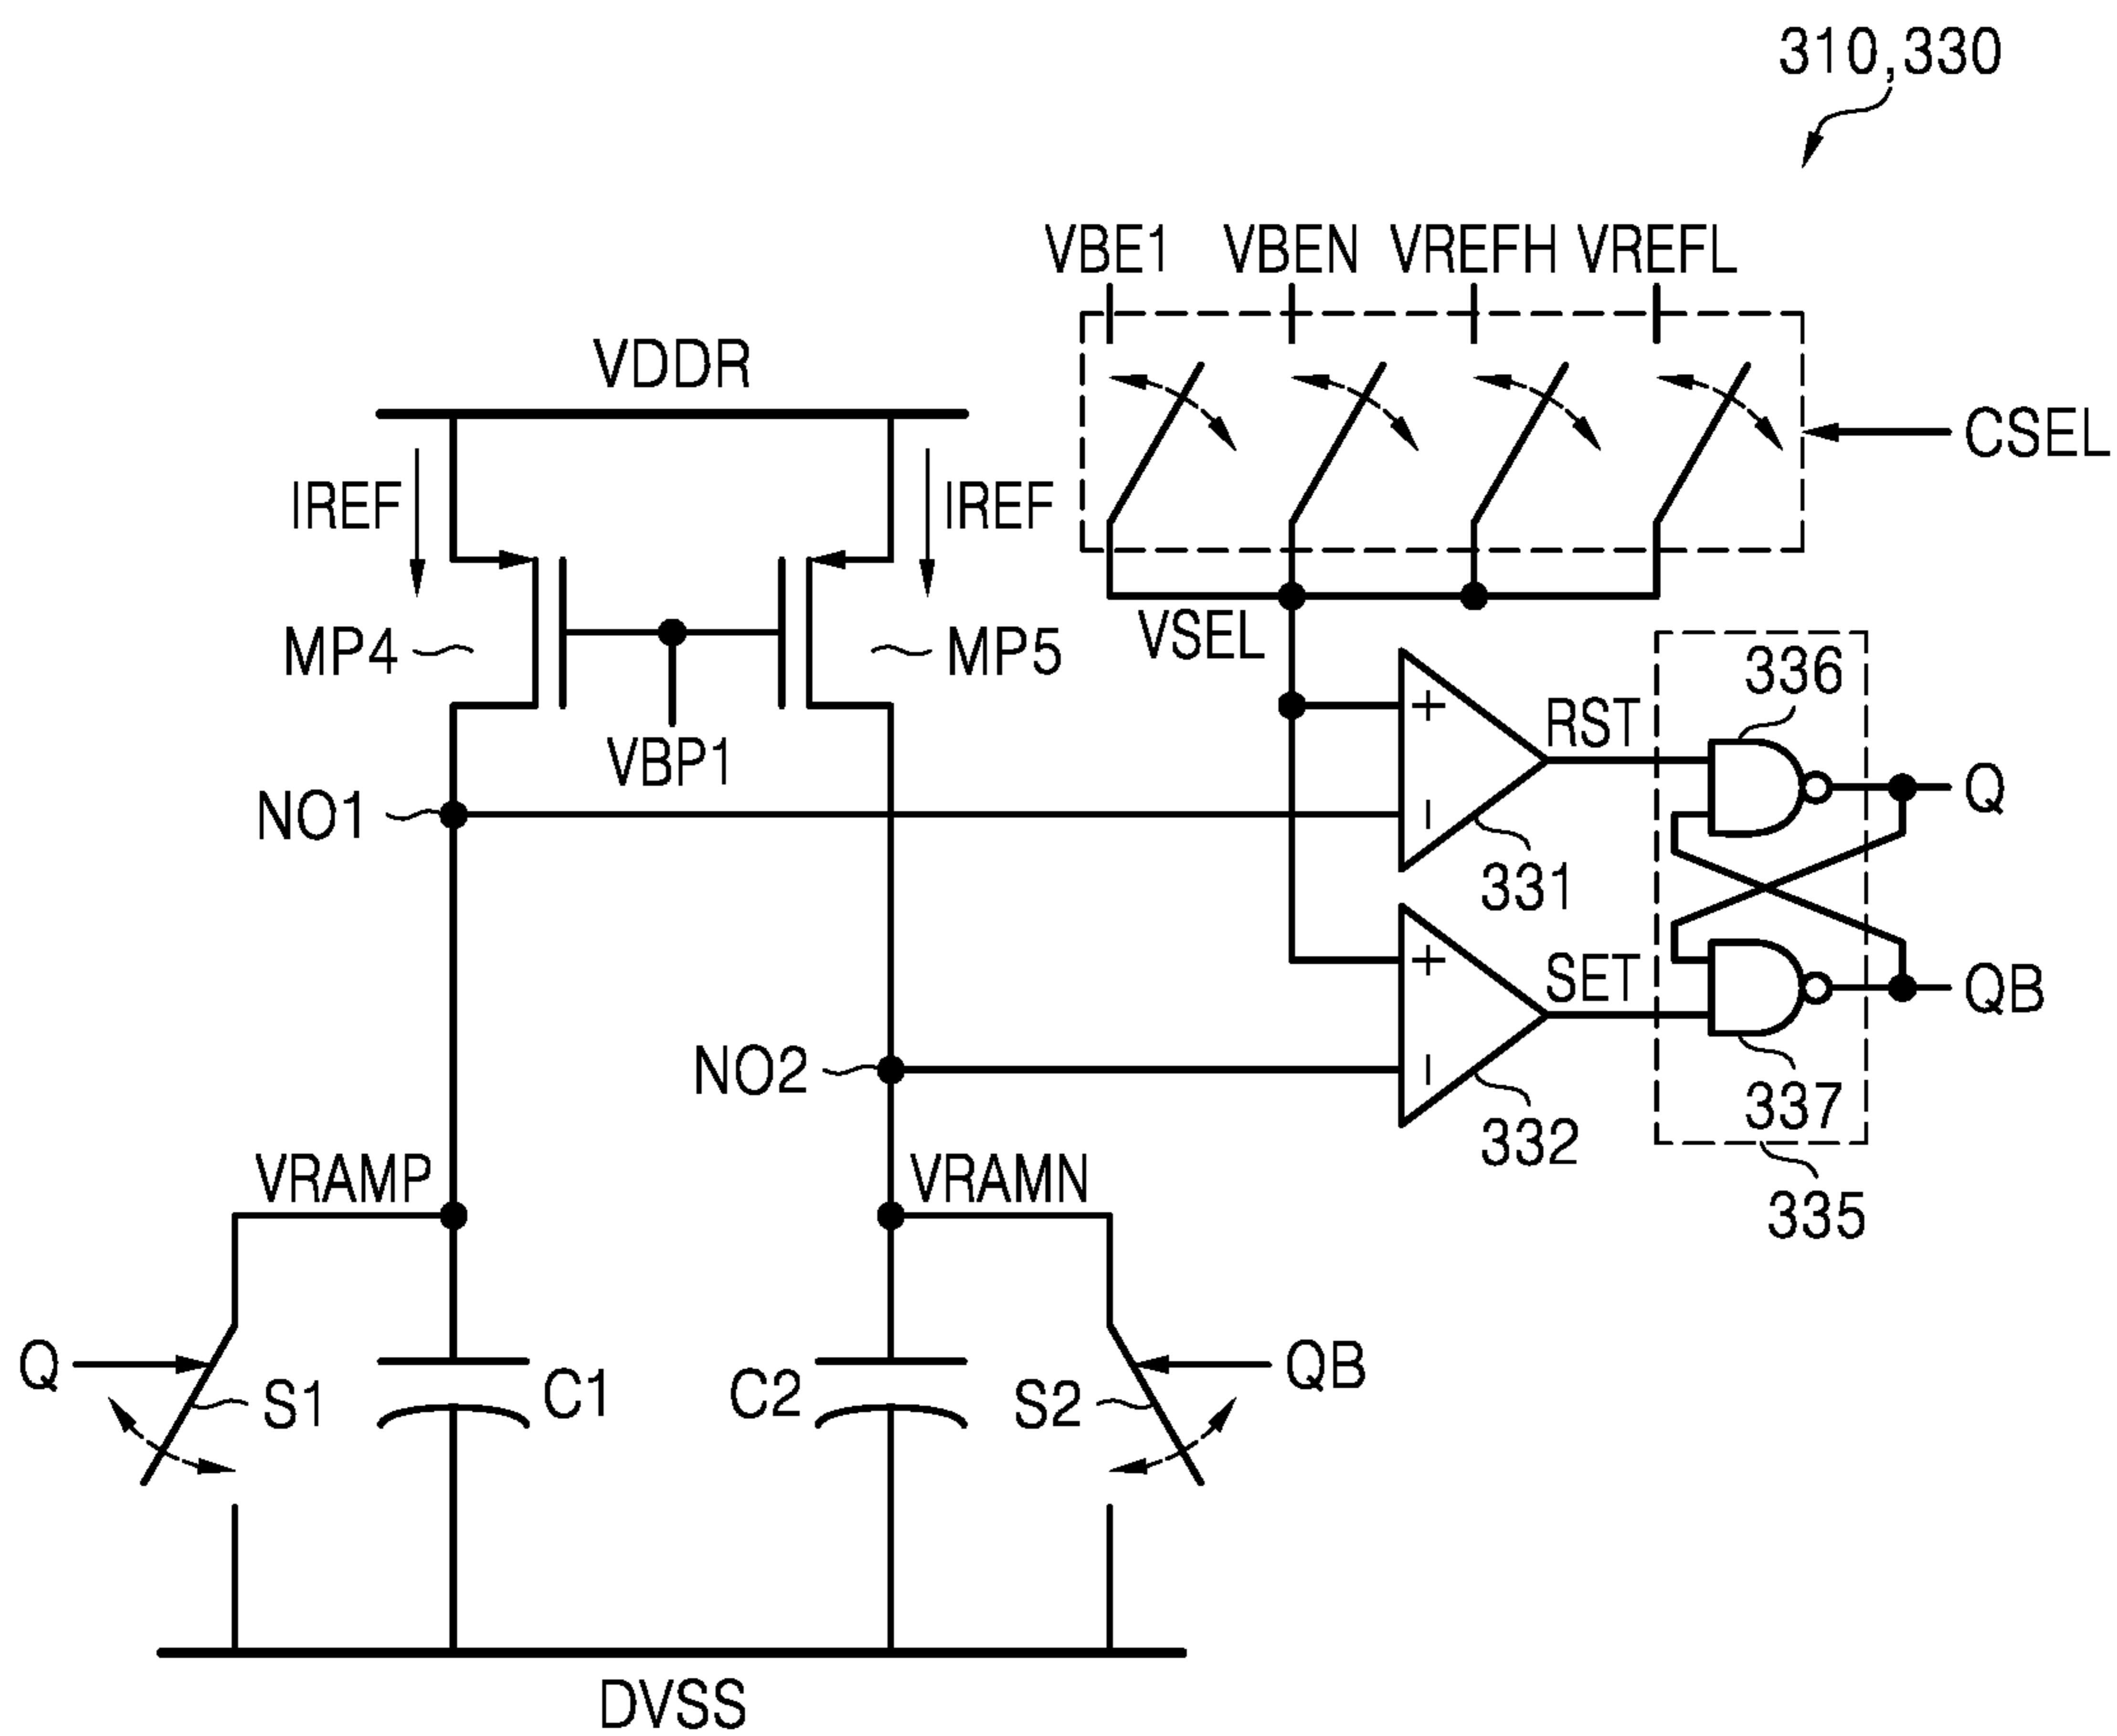 310,330
VBE1 VBEN VREFH VREFL
VDDR
CSEL
IREF
IREF
MP4
MP5
VBP1
VSEL
+
RST
336
Q
NO1
331
+
SET
QB
NO2
332
337
335
VRAMP
VRAMN
Q
S1
C1
C2
S2
QB
DVSS